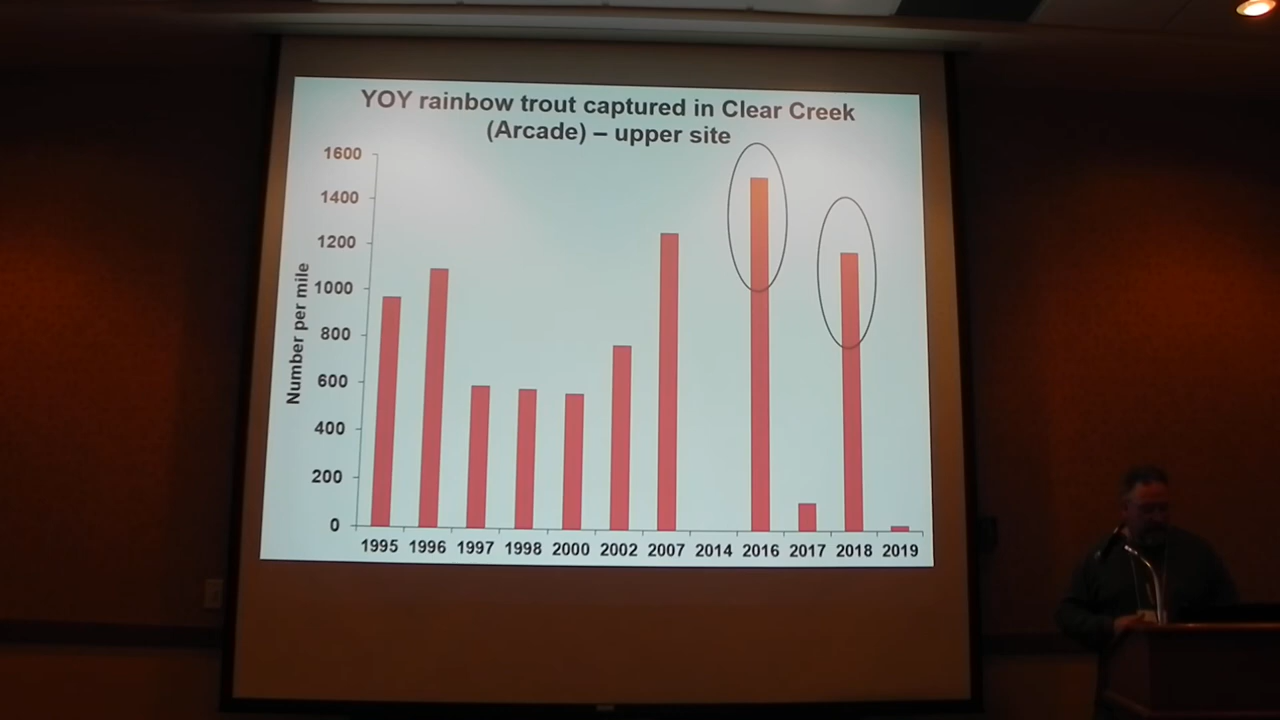 YOY rainbow trout captured in Clear Creek
(Arcade) – upper site
Number per mile
1600
1400
1200
1000
800
600
400
200
0
1995 1996 1997 1998 2000 2002 2007 2014 2016 2017 2018 2019